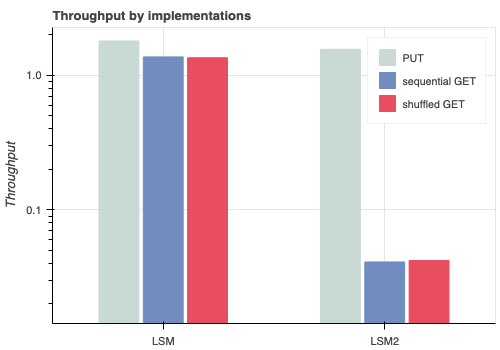 Throughput by implementations
Throughput
1.0
0.1
PUT
sequential GET
shuffled GET
LSM
LSM2